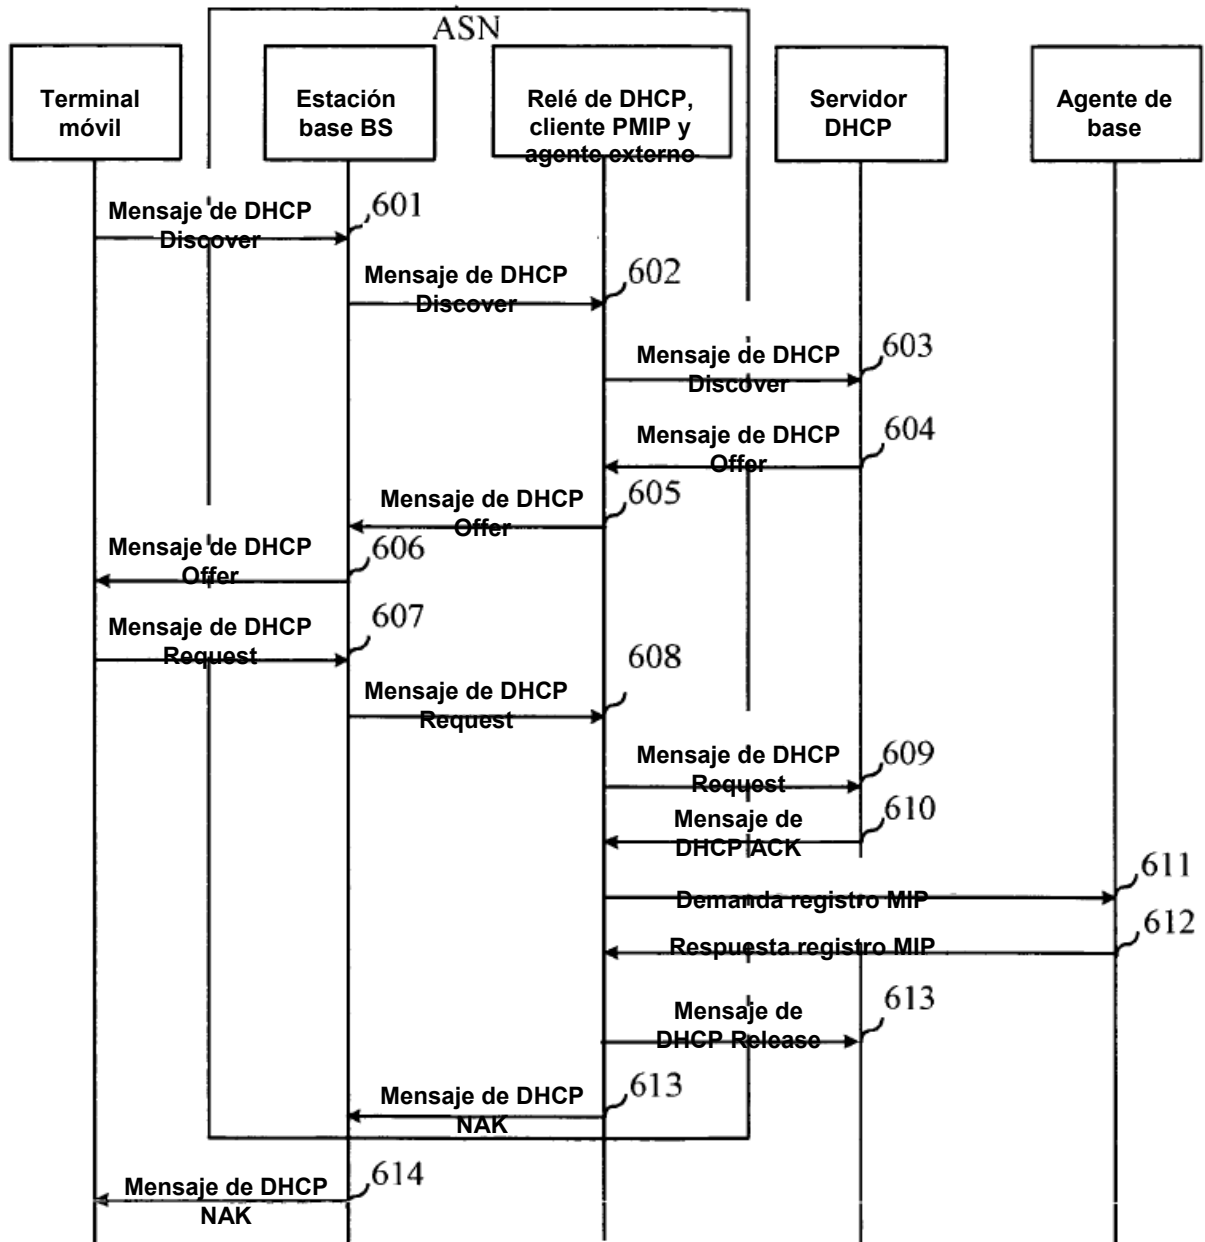 ASN
Terminal
móvil
Estación
base BS
Relé de DHCP,
cliente PMIP y
agente externo
Servidor
DHCP
Agente de
base
Mensaje de DHCP
Discover
601
Mensaje de DHCP
Discover
602
Mensaje de DHCP
Discover
603
Mensaje de DHCP
Offer
604
Mensaje de DHCP
Offer
605
Mensaje de DHCP
Offer
606
Mensaje de DHCP
Request
607
Mensaje de DHCP
Request
608
Mensaje de DHCP
Request
609
Mensaje de
DHCP ACK
610
Demanda registro MIP
611
Respuesta registro MIP
612
Mensaje de
DHCP Release
613
Mensaje de DHCP
NAK
613
Mensaje de DHCP
NAK
614